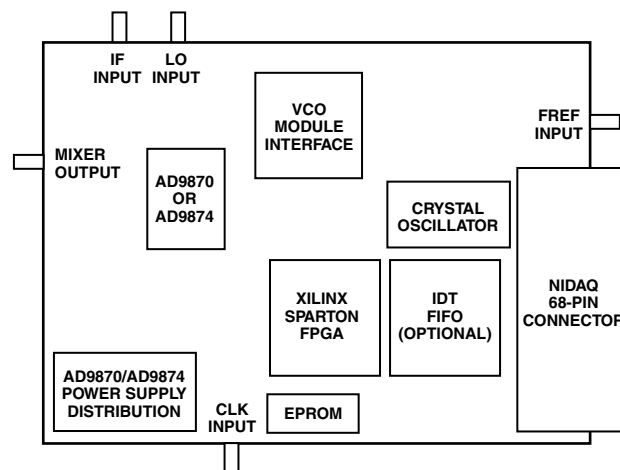 IF
INPUT
LO
INPUT
VCO
MODULE
INTERFACE
FREF
INPUT
MIXER
OUTPUT
AD9870
OR
AD9874
CRYSTAL
OSCILLATOR
XILINX
SPARTON
FPGA
IDT
FIFO
(OPTIONAL)
NIDAQ
68-PIN
CONNECTOR
AD9870/AD9874
POWER SUPPLY
DISTRIBUTION
CLK
INPUT
EPROM